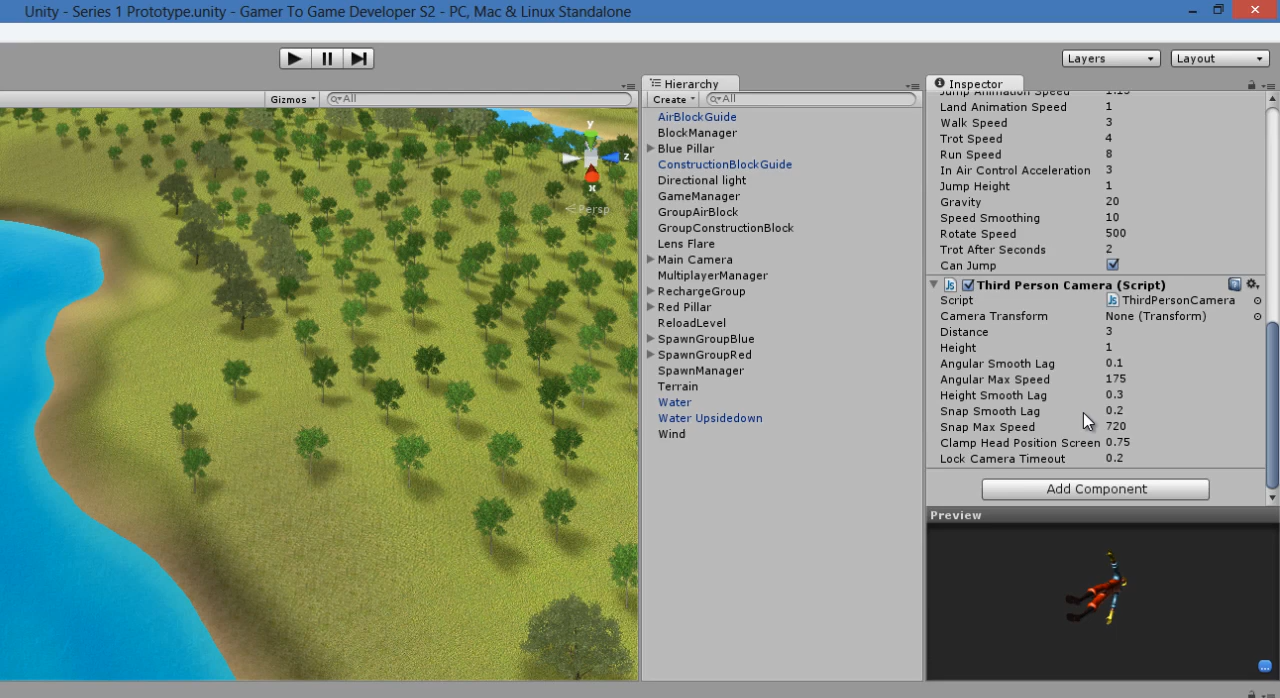 Unity - Series 1 Prototype.unity - Gamer To Game Developer S2 - PC, Mac & Linux Standalone
Layers
Layout
Gizmos
All
y
z
x
Persp
Hierarchy
Create
All
AirBlockGuide
BlockManager
Blue Pillar
ConstructionBlockGuide
Directional light
GameManager
GroupAirBlock
GroupConstructionBlock
Lens Flare
Main Camera
MultiplayerManager
RechargeGroup
Red Pillar
ReloadLevel
SpawnGroupBlue
SpawnGroupRed
SpawnManager
Terrain
Water
Water Upsidedown
Wind
Inspector
Jump Animation Speed 1.15
Land Animation Speed 1
Walk Speed 3
Trot Speed 4
Run Speed 8
In Air Control Acceleration 3
Jump Height 1
Gravity 20
Speed Smoothing 10
Rotate Speed 500
Trot After Seconds 2
Can Jump
Js Third Person Camera (Script)
Script Js ThirdPersonCamera
Camera Transform None (Transform)
Distance 3
Height 1
Angular Smooth Lag 0.1
Angular Max Speed 175
Height Smooth Lag 0.3
Snap Smooth Lag 0.2
Snap Max Speed 720
Clamp Head Position Screen 0.75
Lock Camera Timeout 0.2
Add Component
Preview